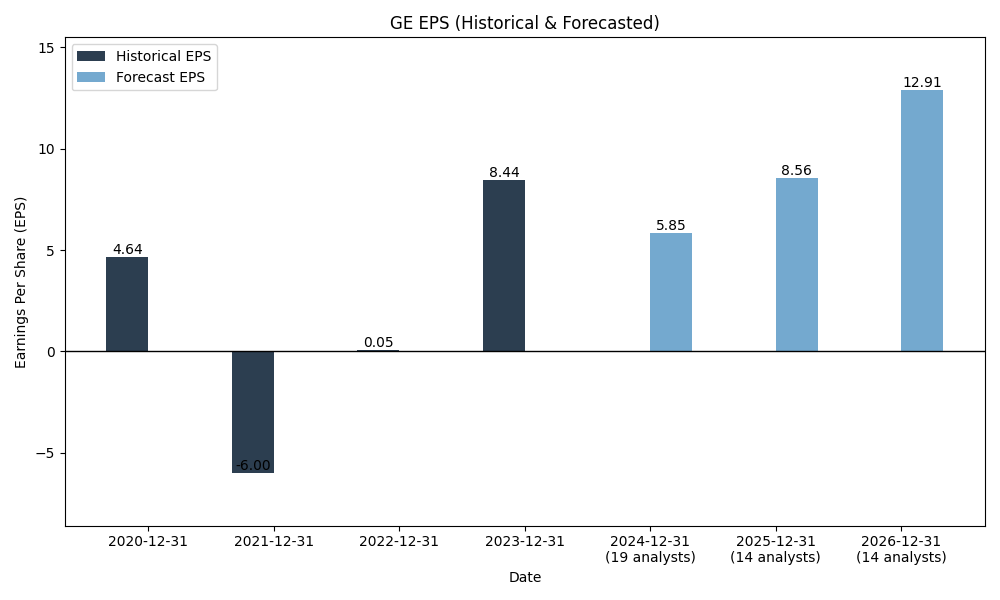 GE EPS (Historical & Forecasted)
Historical EPS
Forecast EPS
Earnings Per Share (EPS)
15
10
5
0
−5
4.64
-6.00
0.05
8.44
5.85
8.56
12.91
2020-12-31
2021-12-31
2022-12-31
2023-12-31
2024-12-31
(19 analysts)
2025-12-31
(14 analysts)
2026-12-31
(14 analysts)
Date